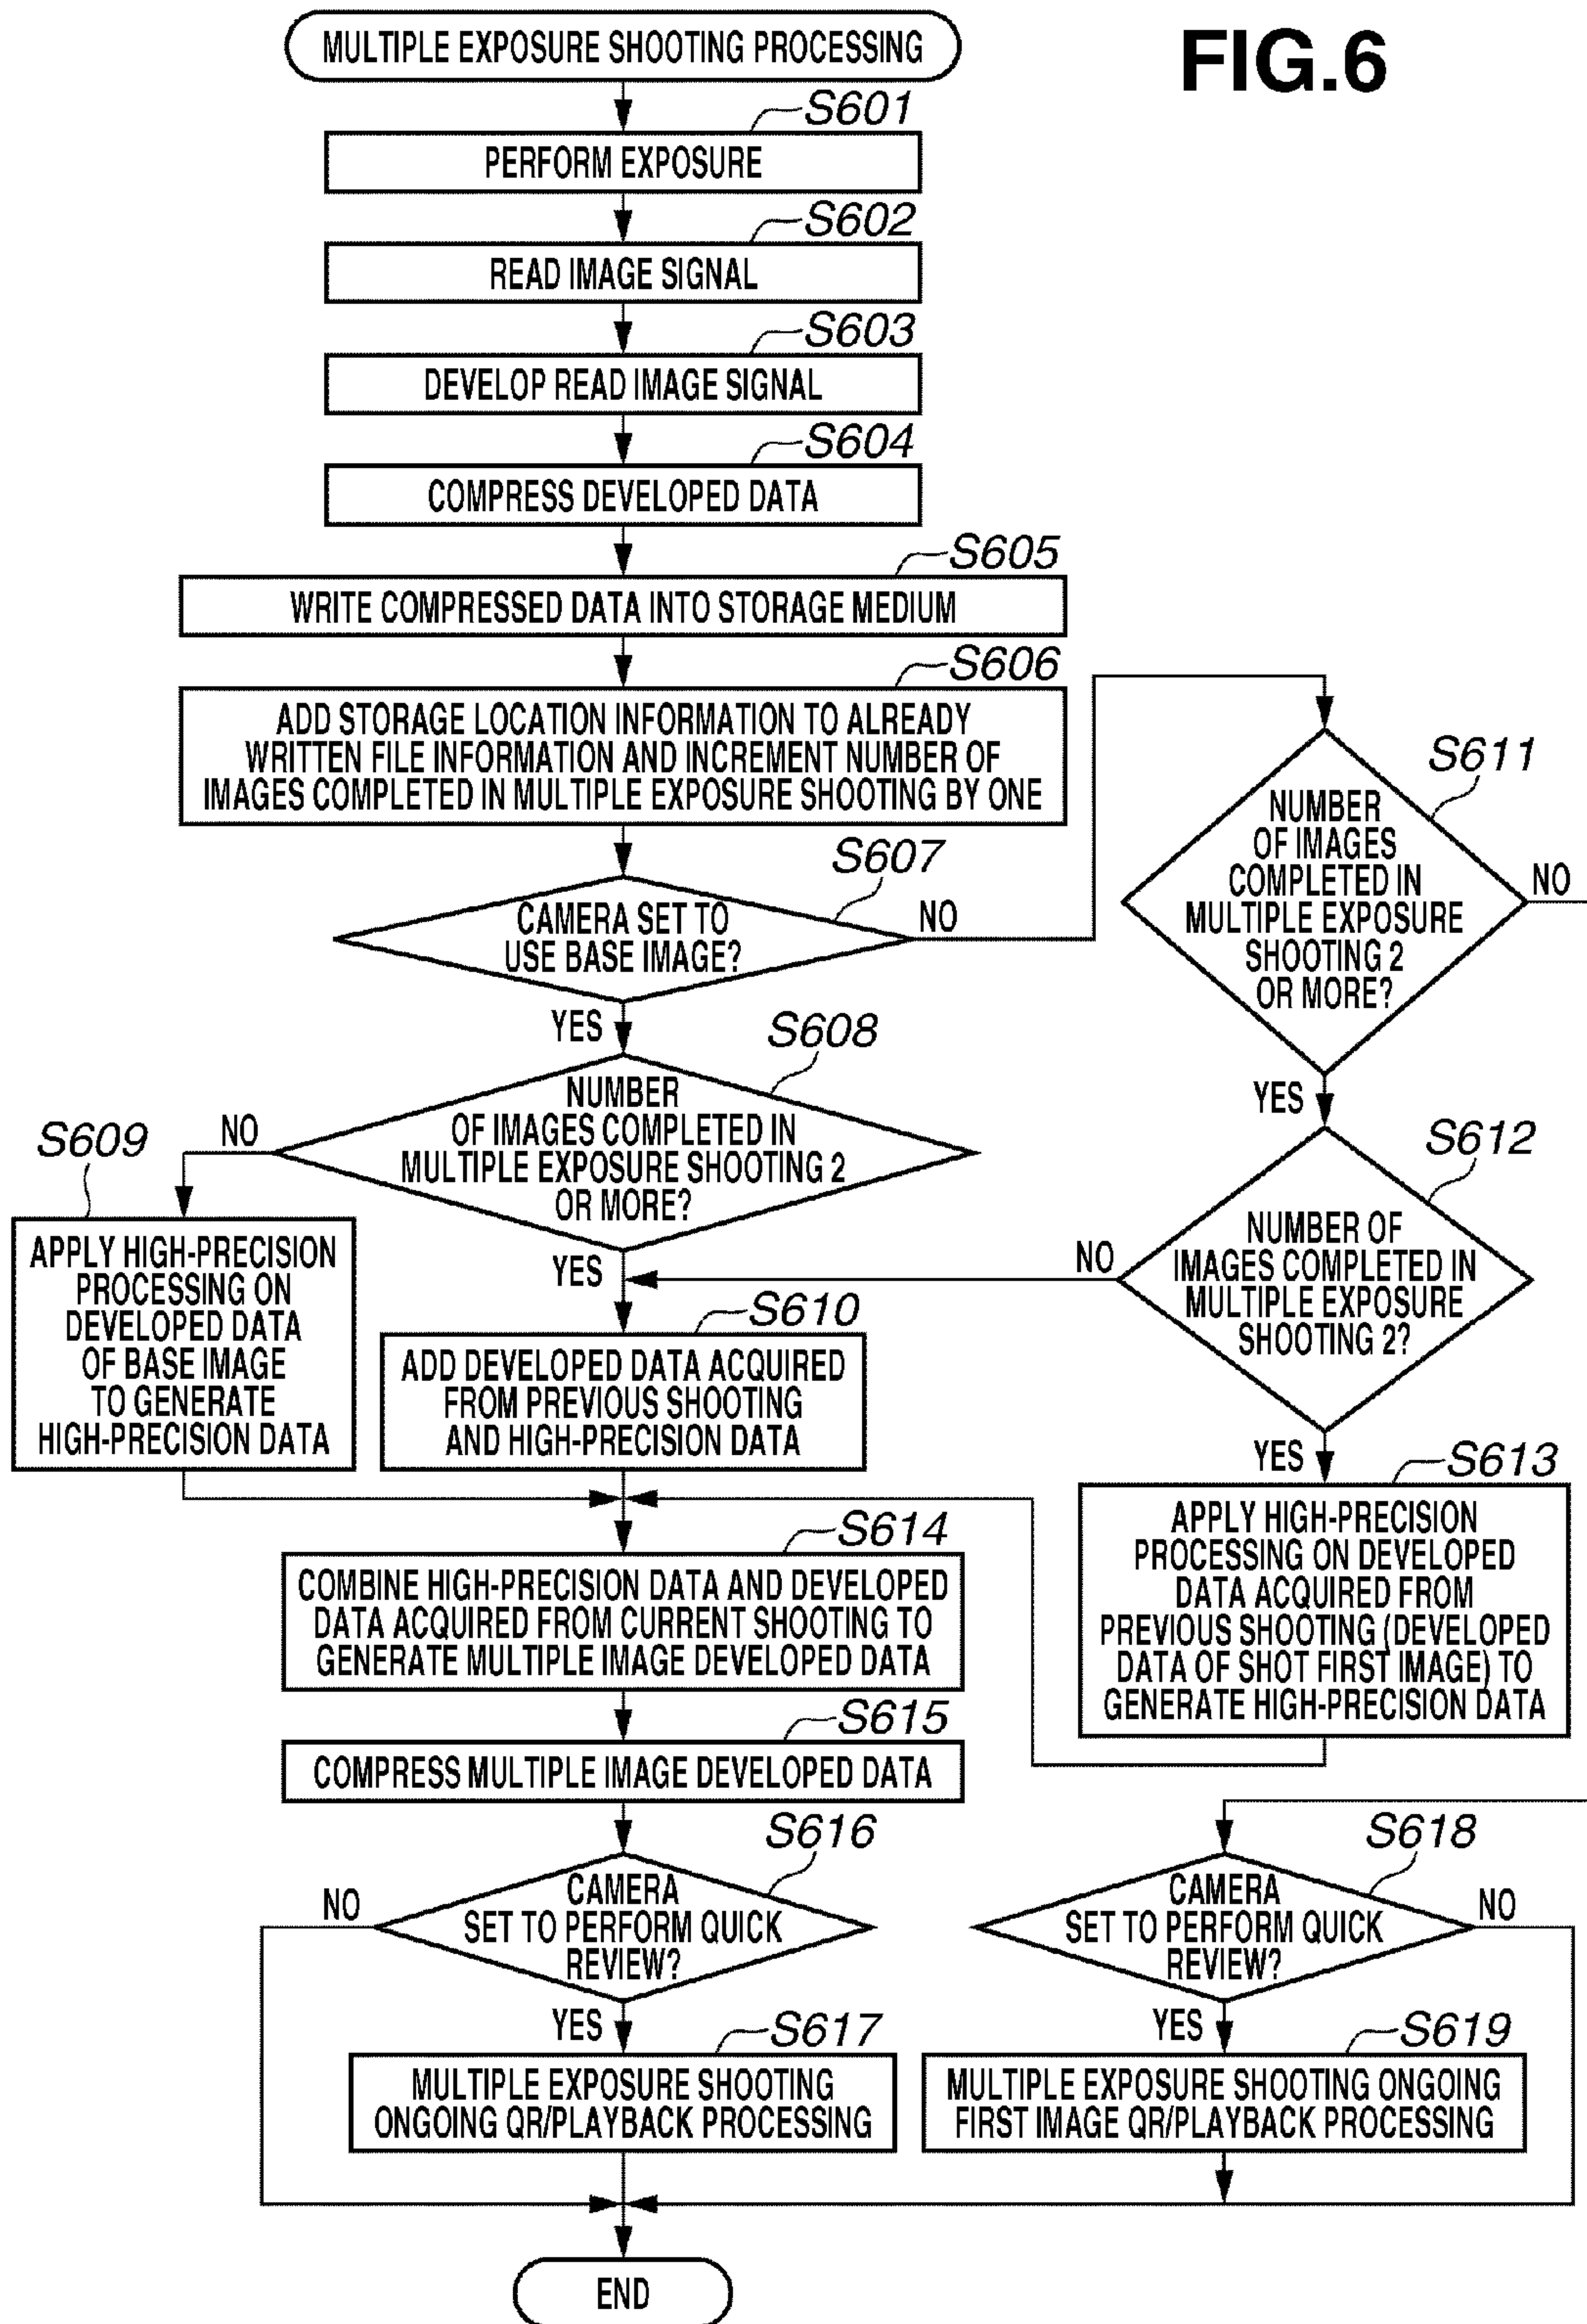 FIG.6
MULTIPLE EXPOSURE SHOOTING PROCESSING
S601
PERFORM EXPOSURE
S602
READ IMAGE SIGNAL
S603
DEVELOP READ IMAGE SIGNAL
S604
COMPRESS DEVELOPED DATA
S605
WRITE COMPRESSED DATA INTO STORAGE MEDIUM
S606
ADD STORAGE LOCATION INFORMATION TO ALREADY
WRITTEN FILE INFORMATION AND INCREMENT NUMBER OF
IMAGES COMPLETED IN MULTIPLE EXPOSURE SHOOTING BY ONE
S607
CAMERA SET TO
USE BASE IMAGE?
NO
YES
S608
NUMBER
OF IMAGES COMPLETED IN
MULTIPLE EXPOSURE SHOOTING 2
OR MORE?
NO
YES
S609
APPLY HIGH-PRECISION
PROCESSING ON
DEVELOPED DATA
OF BASE IMAGE
TO GENERATE
HIGH-PRECISION DATA
S610
ADD DEVELOPED DATA ACQUIRED
FROM PREVIOUS SHOOTING
AND HIGH-PRECISION DATA
S611
NUMBER
OF IMAGES
COMPLETED IN
MULTIPLE EXPOSURE
SHOOTING 2
OR MORE?
NO
YES
S612
NUMBER OF
IMAGES COMPLETED IN
MULTIPLE EXPOSURE
SHOOTING 2?
NO
YES
S613
APPLY HIGH-PRECISION
PROCESSING ON DEVELOPED
DATA ACQUIRED FROM
PREVIOUS SHOOTING (DEVELOPED
DATA OF SHOT FIRST IMAGE) TO
GENERATE HIGH-PRECISION DATA
S614
COMBINE HIGH-PRECISION DATA AND DEVELOPED
DATA ACQUIRED FROM CURRENT SHOOTING TO
GENERATE MULTIPLE IMAGE DEVELOPED DATA
S615
COMPRESS MULTIPLE IMAGE DEVELOPED DATA
S616
CAMERA
SET TO PERFORM QUICK
REVIEW?
NO
YES
S617
MULTIPLE EXPOSURE SHOOTING
ONGOING QR/PLAYBACK PROCESSING
S618
CAMERA
SET TO PERFORM QUICK
REVIEW?
NO
YES
S619
MULTIPLE EXPOSURE SHOOTING ONGOING
FIRST IMAGE QR/PLAYBACK PROCESSING
END